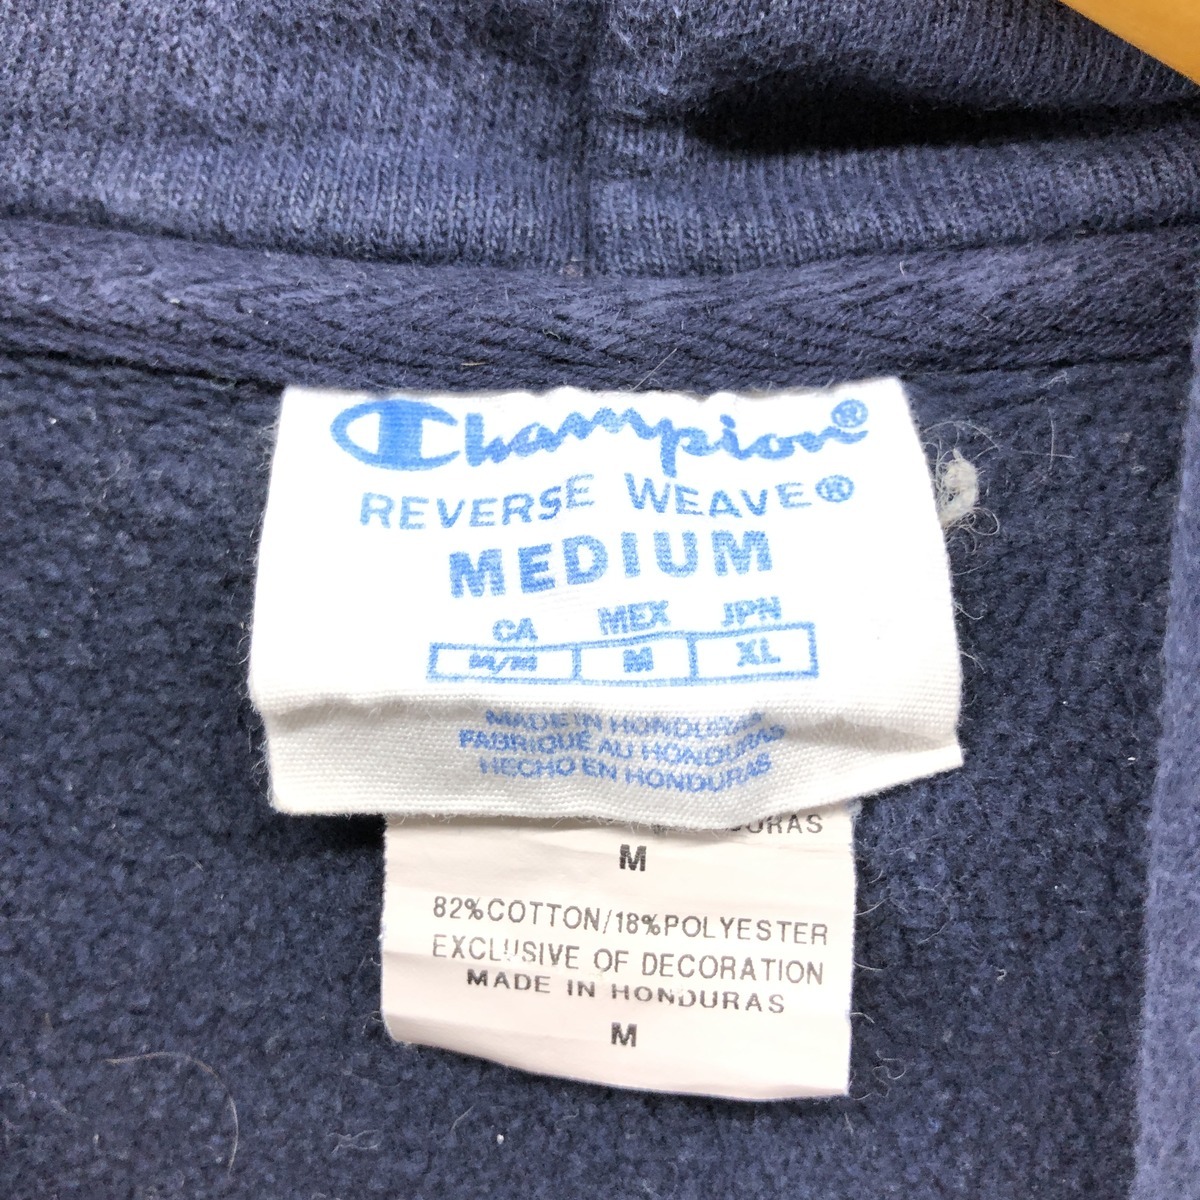 Champion®
REVERSE WEAVE®
MEDIUM
CA MEX JPN
M/M M XL
MADE IN HONDURAS
FABRIQUÉ AU HONDURAS
HECHO EN HONDURAS
M
82%COTTON/18%POLYESTER
EXCLUSIVE OF DECORATION
MADE IN HONDURAS
M